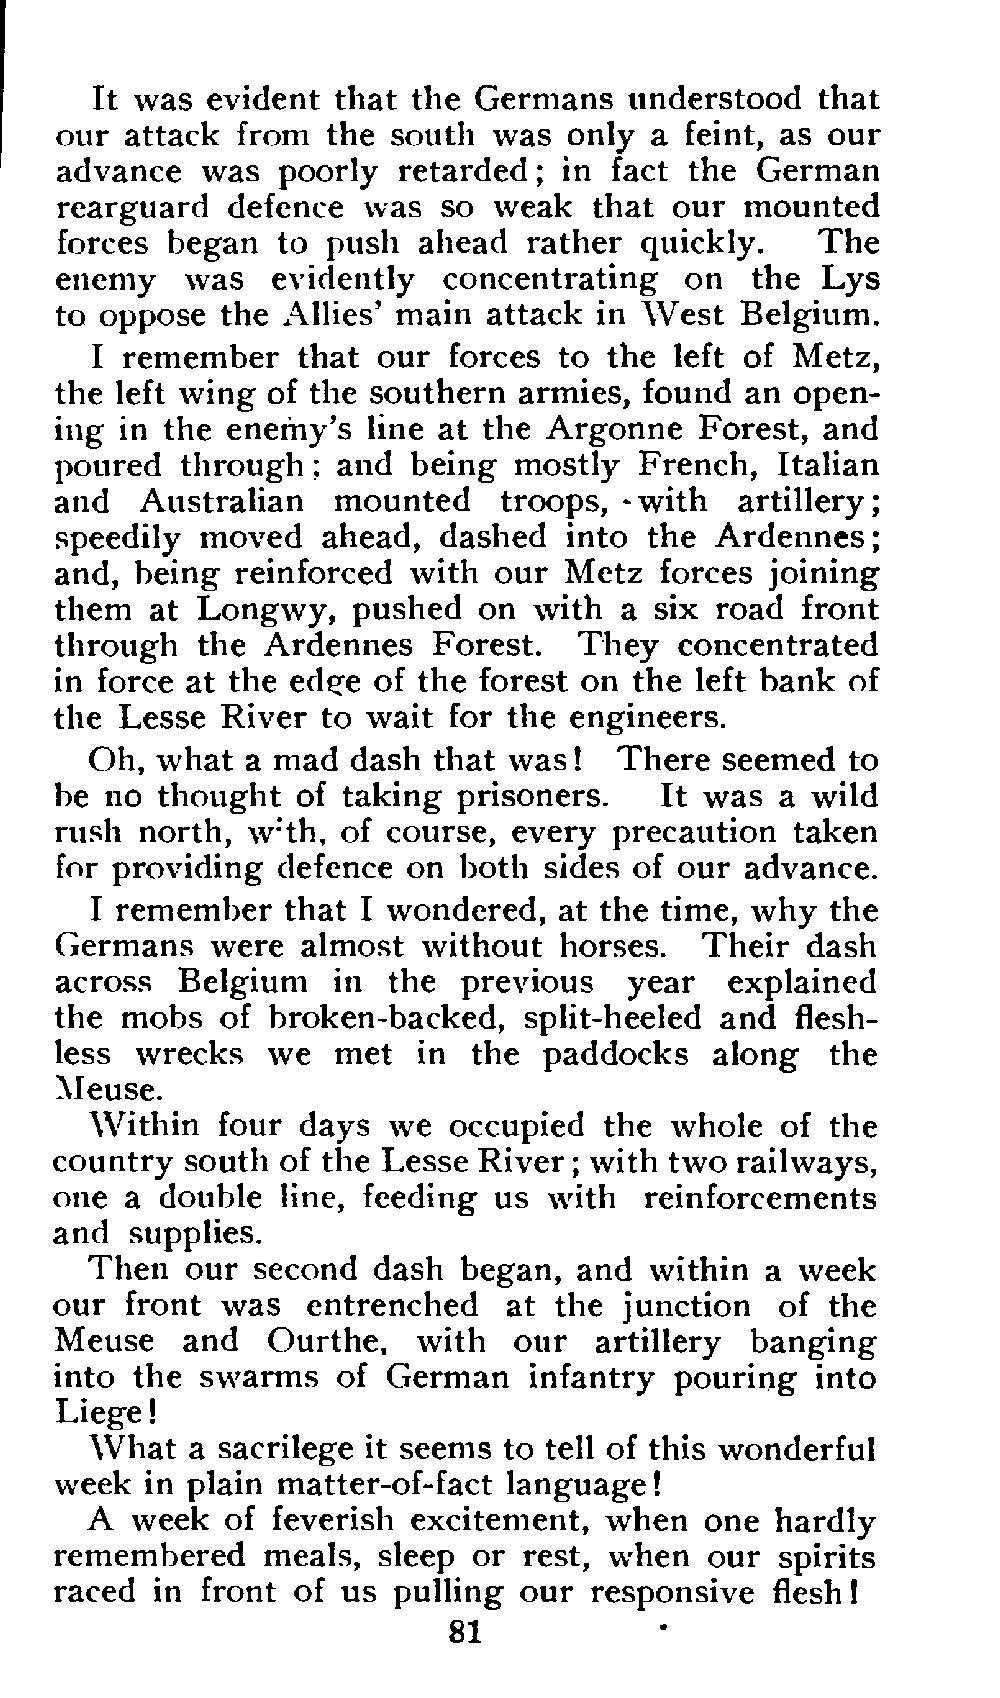 It was evident that the Germans understood that
our attack from the south was only a feint, as our
advance was poorly retarded; in fact the German
rearguard defence was so weak that our mounted
forces began to push ahead rather quickly. The
enemy was evidently concentrating on the Lys
to oppose the Allies' main attack in West Belgium.
I remember that our forces to the left of Metz,
the left wing of the southern armies, found an open-
ing in the enemy's line at the Argonne Forest, and
poured through; and being mostly French, Italian
and Australian mounted troops, with artillery;
speedily moved ahead, dashed into the Ardennes;
and, being reinforced with our Metz forces joining
them at Longwy, pushed on with a six road front
through the Ardennes Forest. They concentrated
in force at the edge of the forest on the left bank of
the Lesse River to wait for the engineers.
Oh, what a mad dash that was! There seemed to
be no thought of taking prisoners. It was a wild
rush north, with, of course, every precaution taken
for providing defence on both sides of our advance.
I remember that I wondered, at the time, why the
Germans were almost without horses. Their dash
across Belgium in the previous year explained
the mobs of broken-backed, split-heeled and flesh-
less wrecks we met in the paddocks along the
Meuse.
Within four days we occupied the whole of the
country south of the Lesse River; with two railways,
one a double line, feeding us with reinforcements
and supplies.
Then our second dash began, and within a week
our front was entrenched at the junction of the
Meuse and Ourthe, with our artillery banging
into the swarms of German infantry pouring into
Liege!
What a sacrilege it seems to tell of this wonderful
week in plain matter-of-fact language!
A week of feverish excitement, when one hardly
remembered meals, sleep or rest, when our spirits
raced in front of us pulling our responsive flesh!
81